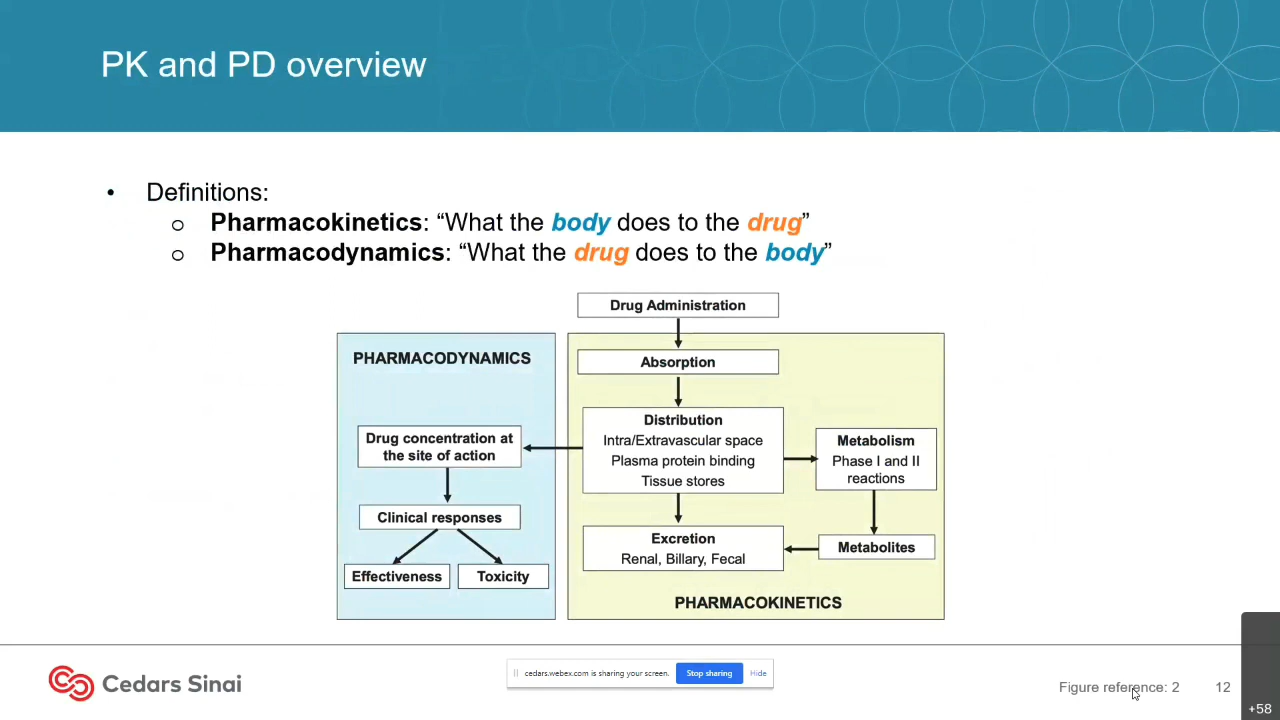 PK and PD overview
• Definitions:
o Pharmacokinetics: “What the body does to the drug”
o Pharmacodynamics: “What the drug does to the body”
Drug Administration
PHARMACODYNAMICS
Absorption
Drug concentration at
the site of action
Distribution
Intra/Extravascular space
Plasma protein binding
Tissue stores
Metabolism
Phase I and II
reactions
Clinical responses
Excretion
Renal, Billary, Fecal
Metabolites
Effectiveness
Toxicity
PHARMACOKINETICS
Cedars Sinai
cedars.webex.com is sharing your screen.
Stop sharing
Hide
Figure reference: 2
12
+58